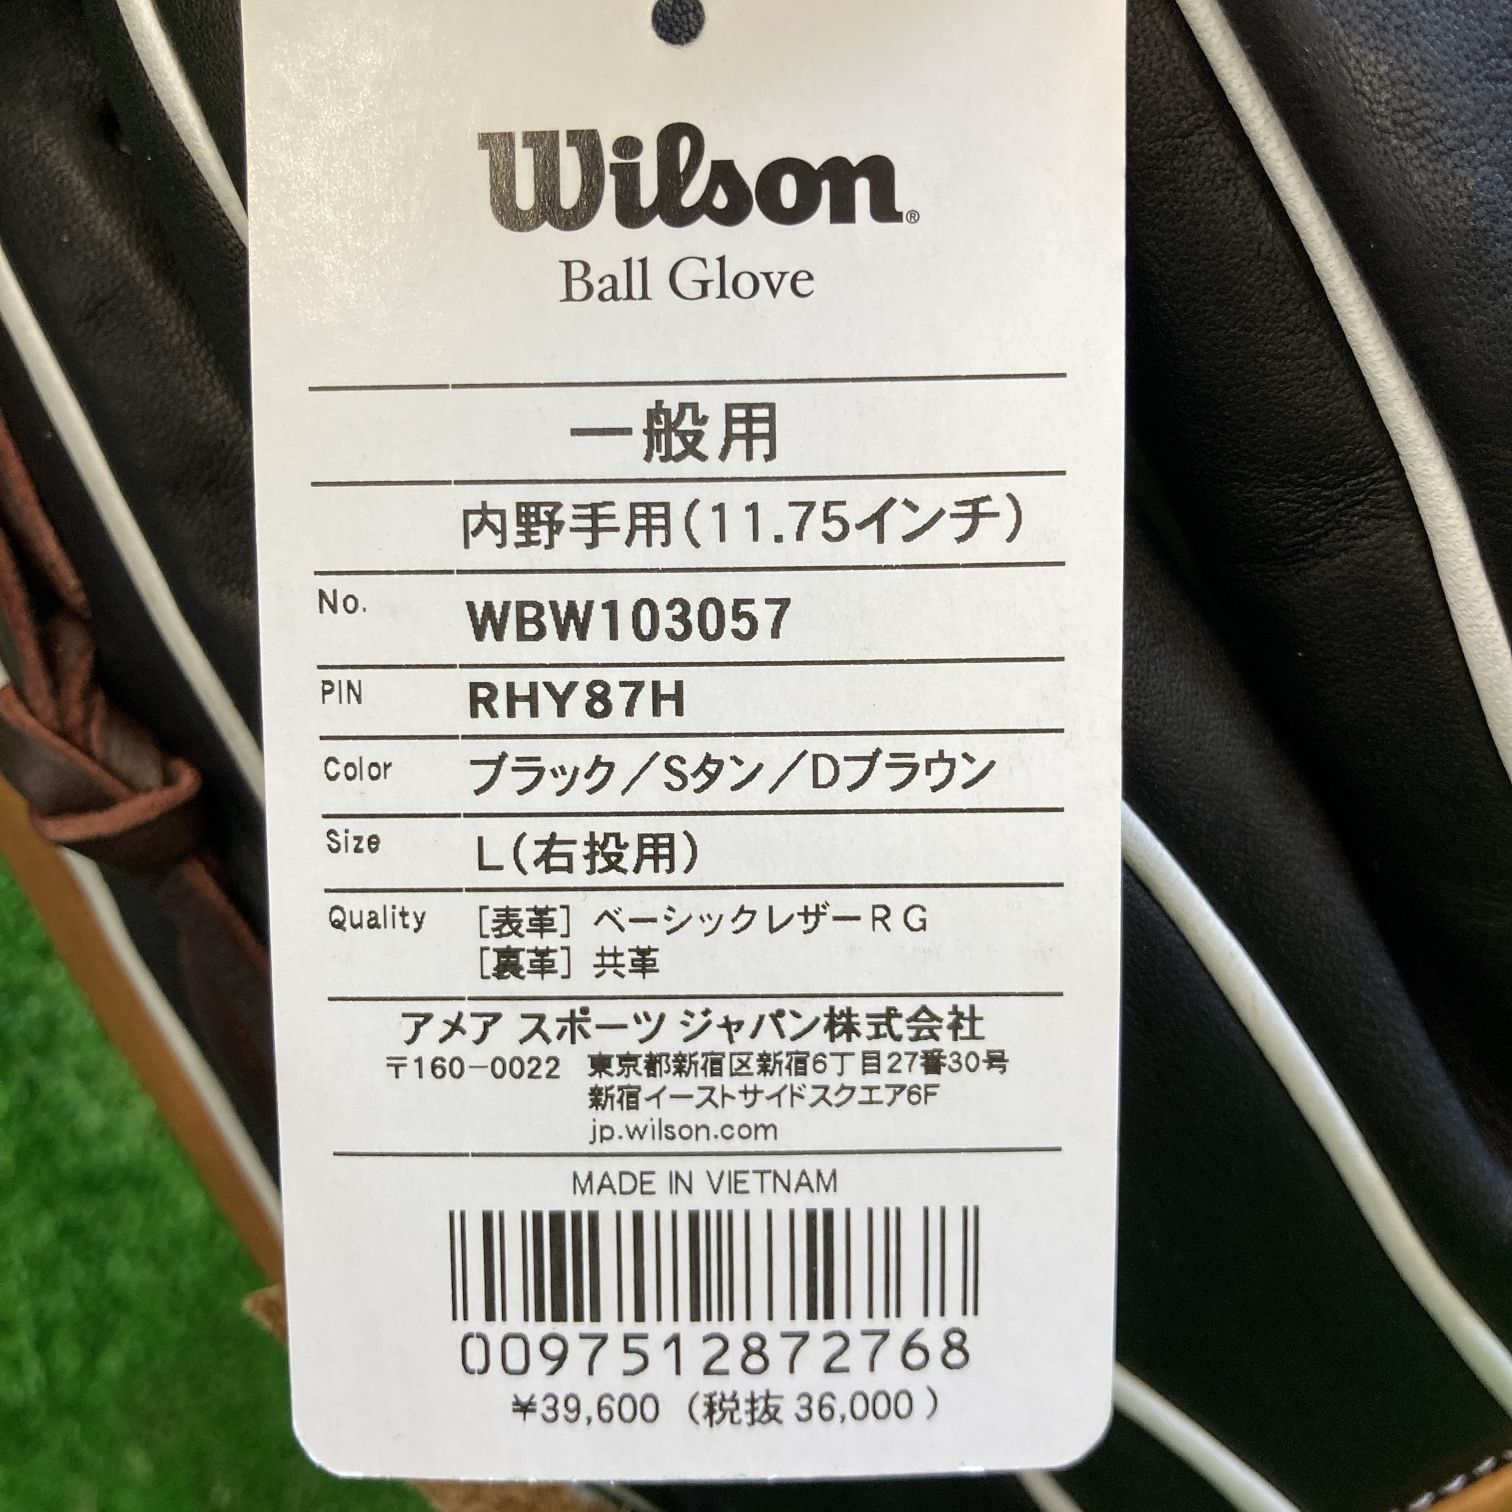 Wilson®
Ball Glove
一般用
内野手用(11.75インチ)
No. WBW103057
PIN RHY87H
Color ブラック/Sタン/Dブラウン
Size L(右投用)
Quality [表革] ベーシックレザーRG
[裏革] 共革
アメア スポーツ ジャパン株式会社
〒160-0022 東京都新宿区新宿6丁目27番30号
新宿イーストサイドスクエア6F
jp.wilson.com
MADE IN VIETNAM
0097512872768
¥39,600 (税抜 36,000)